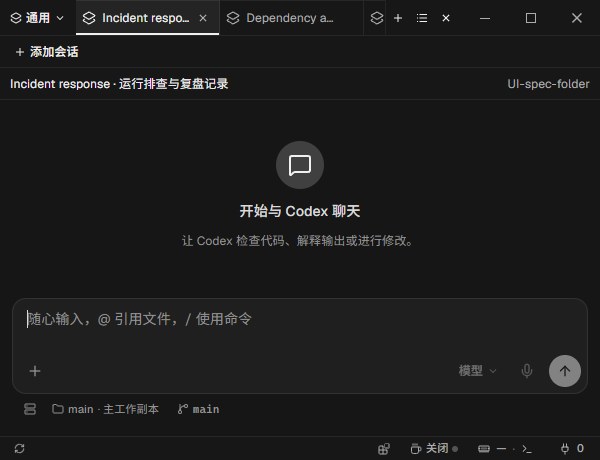 通用 Incident respo... Dependency a...
添加会话
Incident response · 运行排查与复盘记录 UI-spec-folder
开始与 Codex 聊天
让 Codex 检查代码、解释输出或进行修改。
随心输入，@ 引用文件，/ 使用命令
模型
main · 主工作副本 main
关闭 — · 0